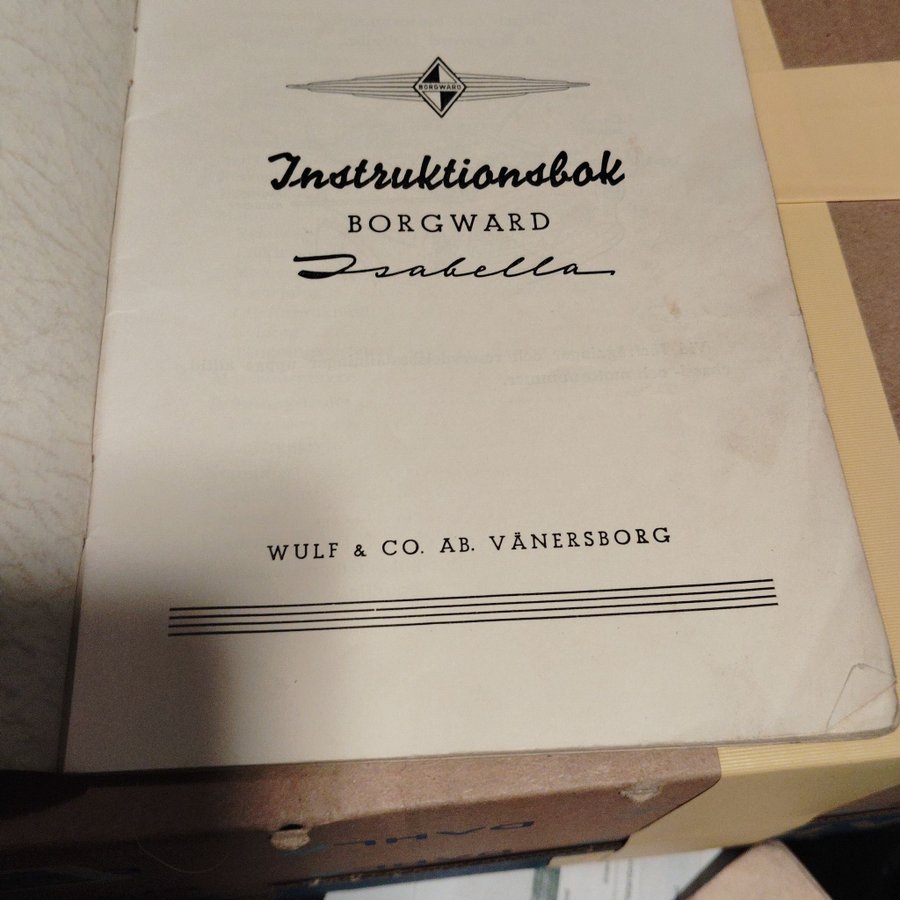 BORGWARD
Instruktionsbok
BORGWARD
Isabella
WULF & CO. AB. VÄNERSBORG